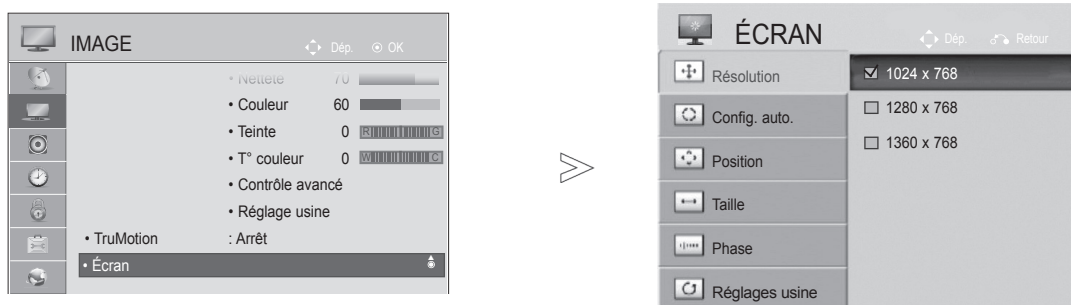 IMAGE
Dép. OK
• Netteté 70
• Couleur 60
• Teinte 0 R G
• T° couleur 0 W C
• Contrôle avancé
• Réglage usine
• TruMotion : Arrêt
• Écran
ÉCRAN
Dép. Retour
Résolution
Config. auto.
Position
Taille
Phase
Réglages usine
1024 x 768
1280 x 768
1360 x 768